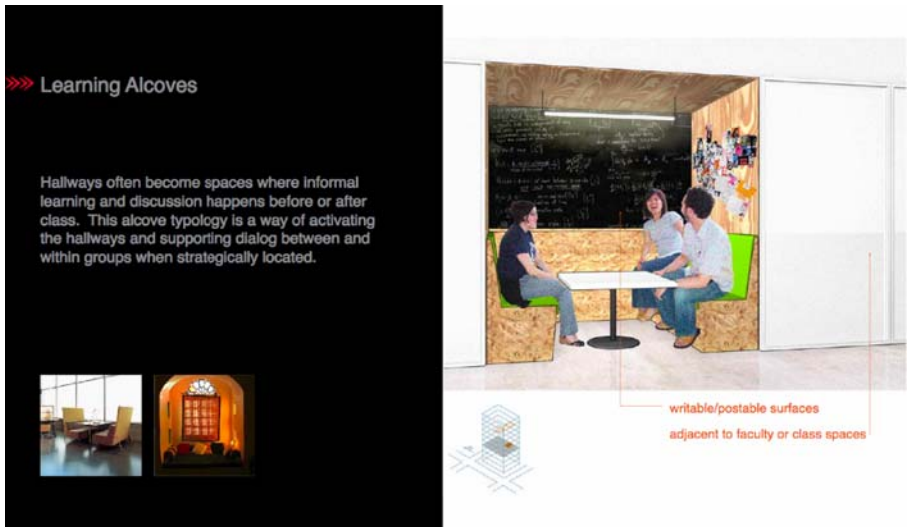 Learning Alcoves
Hallways often become spaces where informal
learning and discussion happens before or after
class. This alcove typology is a way of activating
the hallways and supporting dialog between and
within groups when strategically located.
writable/postable surfaces
adjacent to faculty or class spaces